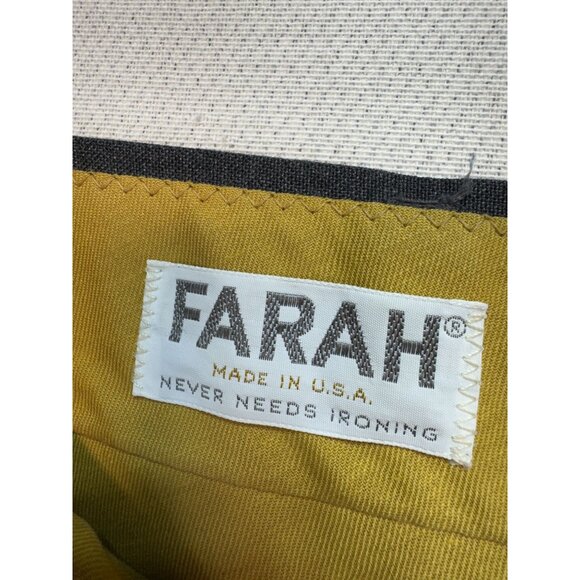 FARAH®
MADE IN U.S.A.
NEVER NEEDS IRONING